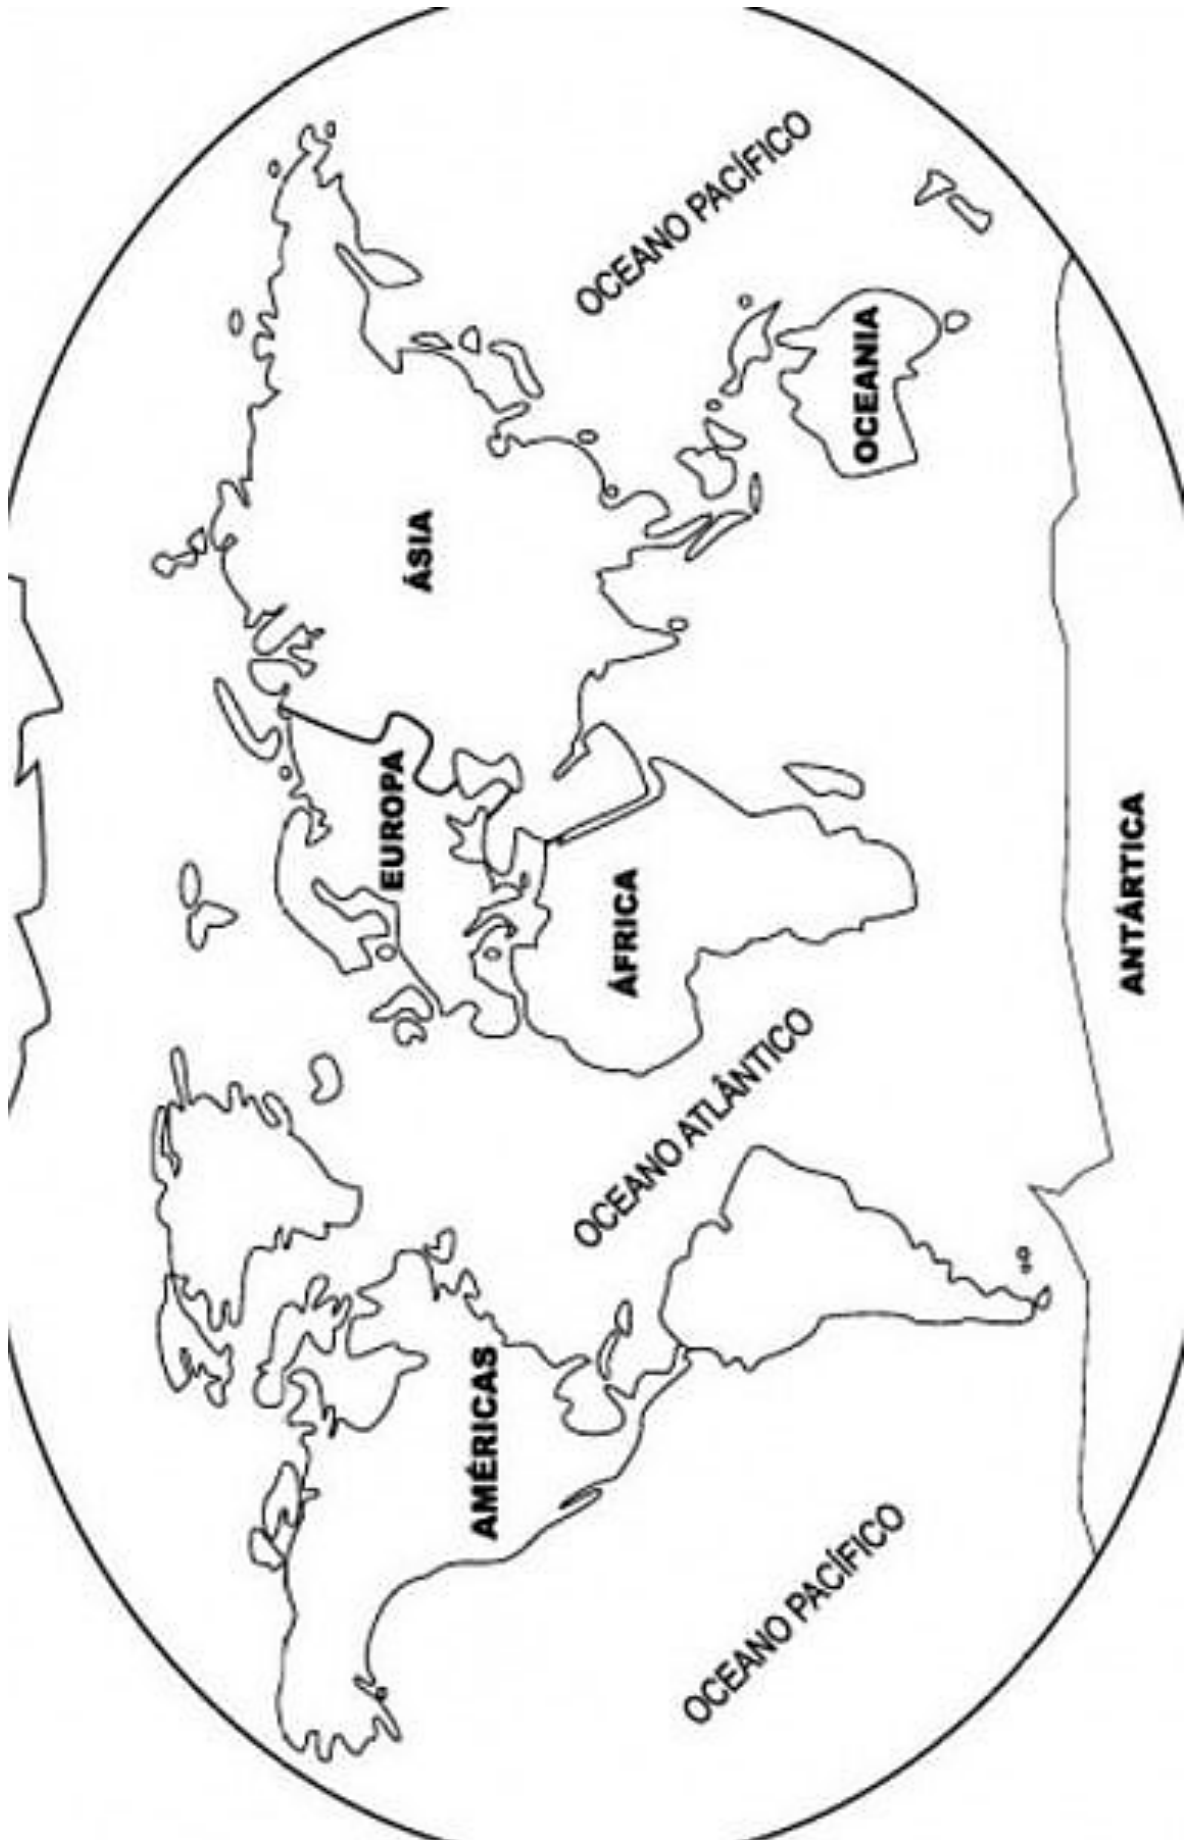 AMÉRICAS
EUROPA
ÁSIA
ÁFRICA
OCEANIA
ANTÁRTICA
OCEANO PACÍFICO
OCEANO ATLÂNTICO
OCEANO PACÍFICO